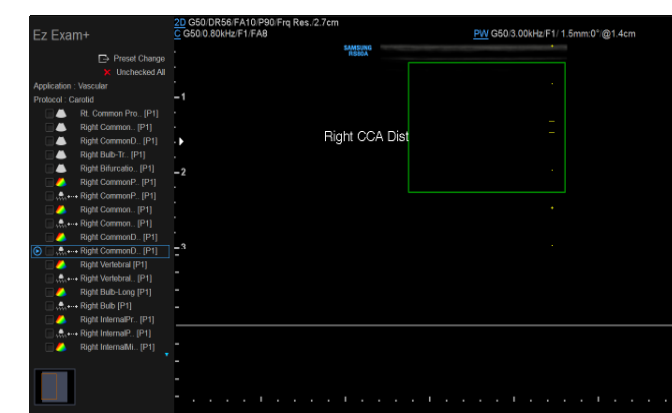 2D G50/DR56/FA10/P90/Frq Res./2.7cm
C G50/0.80kHz/F1/FA8
PW G50/3.00kHz/F1/ 1.5mm:0°/@1.4cm
Ez Exam+
SAMSUNG
RS80A
Preset Change
Unchecked All
Application : Vascular
Protocol : Carotid
Rt. Common Pro.. [P1]
Right Common.. [P1]
Right CommonD.. [P1]
Right Bulb-Tr.. [P1]
Right Bifurcatio.. [P1]
Right CommonP.. [P1]
Right CommonP.. [P1]
Right Common.. [P1]
Right Common.. [P1]
Right CommonD.. [P1]
Right CommonD.. [P1]
Right Vertebral [P1]
Right Vertebral.. [P1]
Right Bulb-Long [P1]
Right Bulb [P1]
Right InternalPr.. [P1]
Right InternalP.. [P1]
Right InternalMi.. [P1]
1
Right CCA Dist
2
3